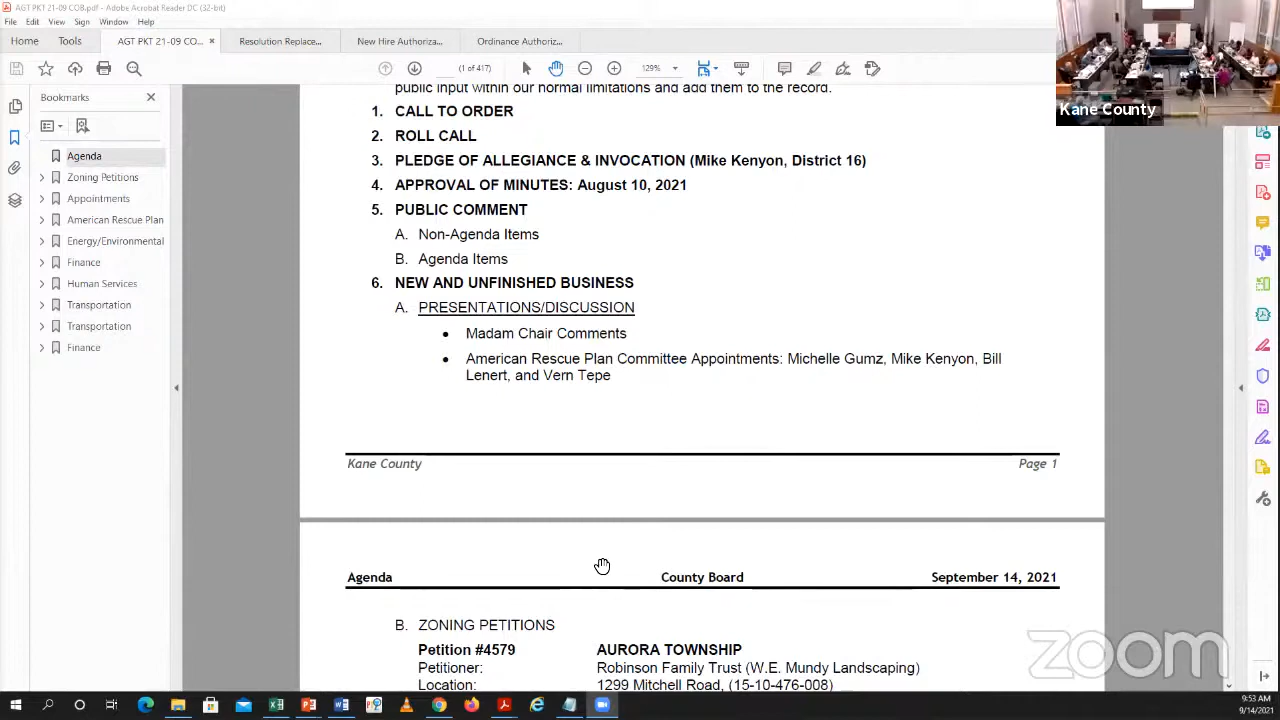 AGT PKT 21-09 COB.pdf - Adobe Acrobat Reader DC (32-bit)
File Edit View Sign Window Help
Home Tools AGT PKT 21-09 CO... × Resolution Replace... New Hire Authoriza... Ordinance Authoriz...
(1 of 417) 129%
Bookmarks
Agenda
Zoning Petitions
Appointments
American Rescue Plan
Energy/Environmental
Finance
Human Services
Transportation
Transportation
Finance
public input within our normal limitations and add them to the record.
1. CALL TO ORDER
2. ROLL CALL
3. PLEDGE OF ALLEGIANCE & INVOCATION (Mike Kenyon, District 16)
4. APPROVAL OF MINUTES: August 10, 2021
5. PUBLIC COMMENT
A. Non-Agenda Items
B. Agenda Items
6. NEW AND UNFINISHED BUSINESS
A. PRESENTATIONS/DISCUSSION
• Madam Chair Comments
• American Rescue Plan Committee Appointments: Michelle Gumz, Mike Kenyon, Bill
Lenert, and Vern Tepe
Kane County Page 1
Agenda County Board September 14, 2021
B. ZONING PETITIONS
Petition #4579 AURORA TOWNSHIP
Petitioner: Robinson Family Trust (W.E. Mundy Landscaping)
Location: 1299 Mitchell Road, (15-10-476-008)
Kane County
zoom
9:53 AM
9/14/2021